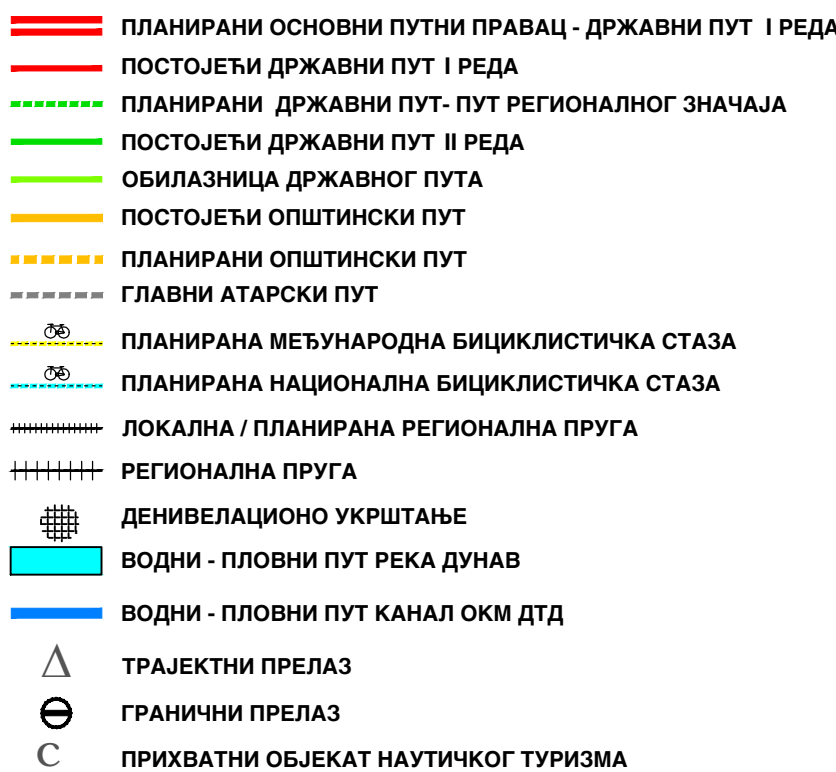 ПЛАНИРАНИ ОСНОВНИ ПУТНИ ПРАВАЦ - ДРЖАВНИ ПУТ I РЕДА
ПОСТОЈЕЋИ ДРЖАВНИ ПУТ I РЕДА
ПЛАНИРАНИ ДРЖАВНИ ПУТ- ПУТ РЕГИОНАЛНОГ ЗНАЧАЈА
ПОСТОЈЕЋИ ДРЖАВНИ ПУТ II РЕДА
ОБИЛАЗНИЦА ДРЖАВНОГ ПУТА
ПОСТОЈЕЋИ ОПШТИНСКИ ПУТ
ПЛАНИРАНИ ОПШТИНСКИ ПУТ
ГЛАВНИ АТАРСКИ ПУТ
ПЛАНИРАНА МЕЂУНАРОДНА БИЦИКЛИСТИЧКА СТАЗА
ПЛАНИРАНА НАЦИОНАЛНА БИЦИКЛИСТИЧКА СТАЗА
ЛОКАЛНА / ПЛАНИРАНА РЕГИОНАЛНА ПРУГА
РЕГИОНАЛНА ПРУГА
ДЕНИВЕЛАЦИОНО УКРШТАЊЕ
ВОДНИ - ПЛОВНИ ПУТ РЕКА ДУНАВ
ВОДНИ - ПЛОВНИ ПУТ КАНАЛ ОКМ ДТД
Δ ТРАЈЕКТНИ ПРЕЛАЗ
ГРАНИЧНИ ПРЕЛАЗ
С ПРИХВАТНИ ОБЈЕКАТ НАУТИЧКОГ ТУРИЗМА